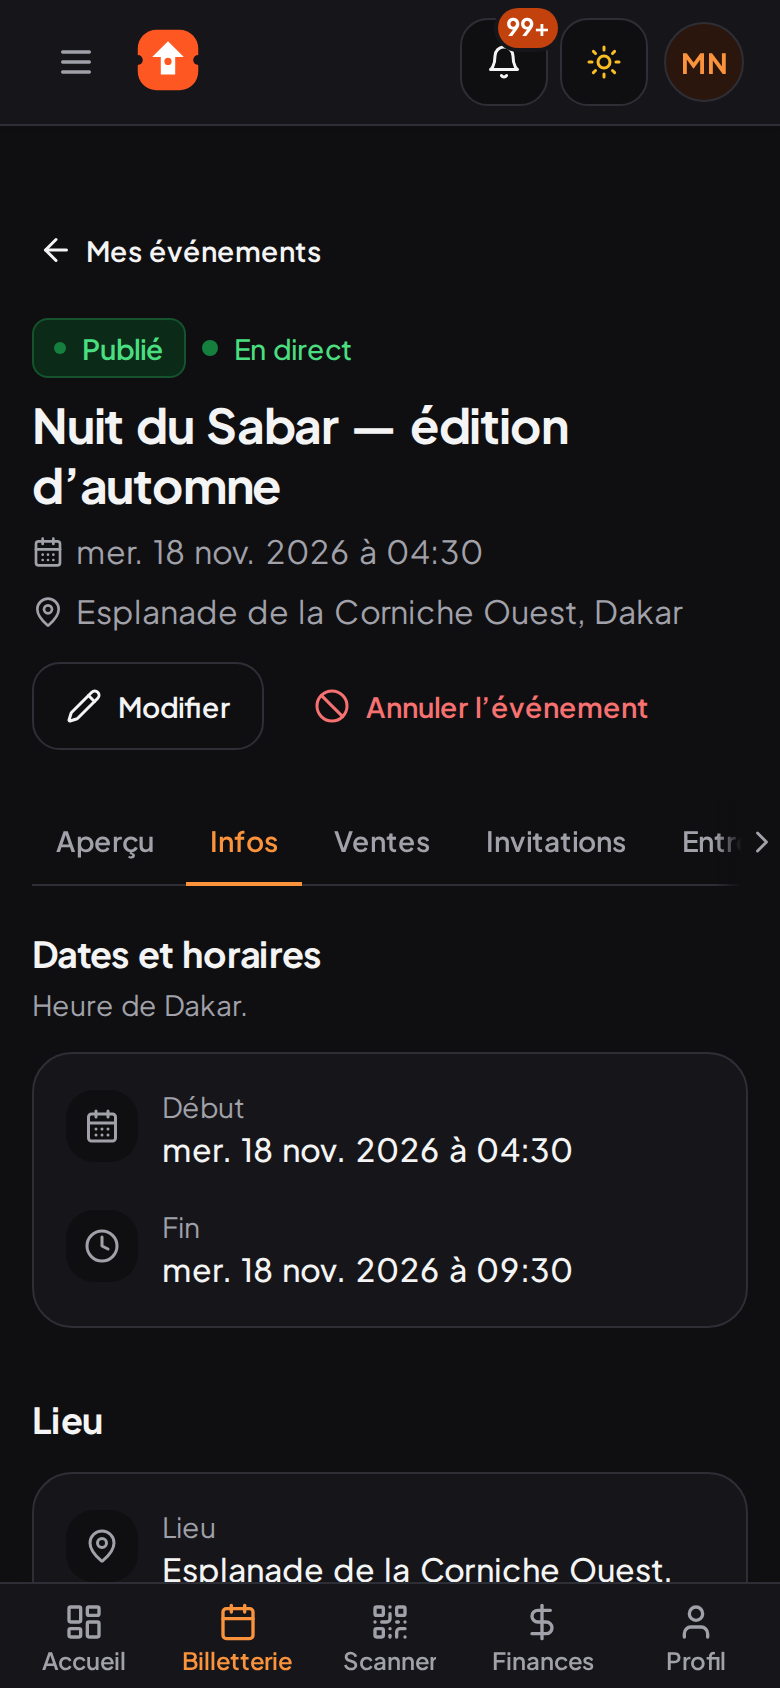 99+
MN
Mes événements
Publié
En direct
Nuit du Sabar — édition
d’automne
mer. 18 nov. 2026 à 04:30
Esplanade de la Corniche Ouest, Dakar
Modifier
Annuler l’événement
Aperçu
Infos
Ventes
Invitations
Dates et horaires
Heure de Dakar.
Début
mer. 18 nov. 2026 à 04:30
Fin
mer. 18 nov. 2026 à 09:30
Lieu
Lieu
Esplanade de la Corniche Ouest,
Accueil
Billetterie
Scanner
Finances
Profil